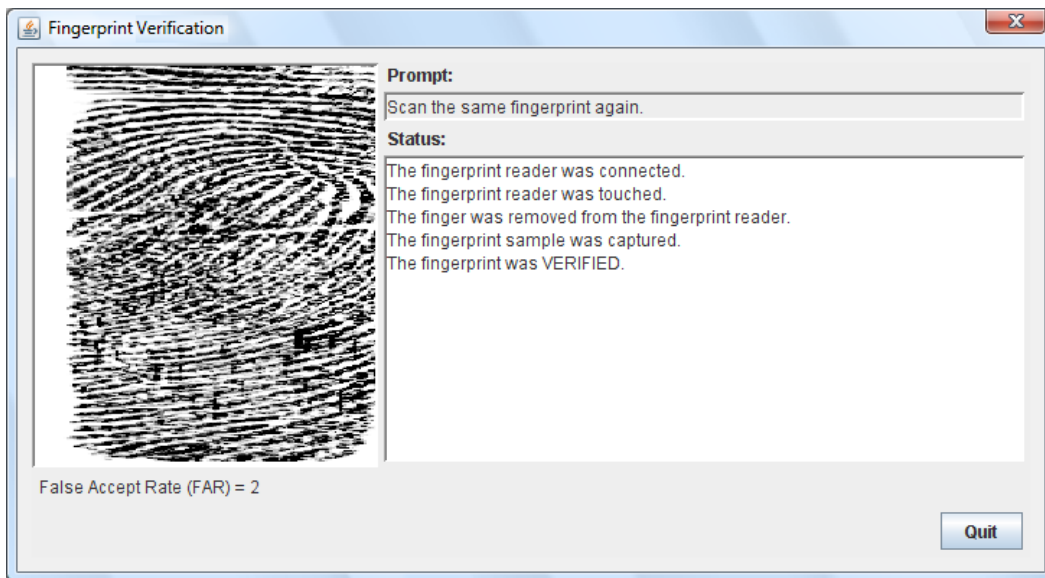 Fingerprint Verification
Prompt:
Scan the same fingerprint again.
Status:
The fingerprint reader was connected.
The fingerprint reader was touched.
The finger was removed from the fingerprint reader.
The fingerprint sample was captured.
The fingerprint was VERIFIED.
False Accept Rate (FAR) = 2
Quit